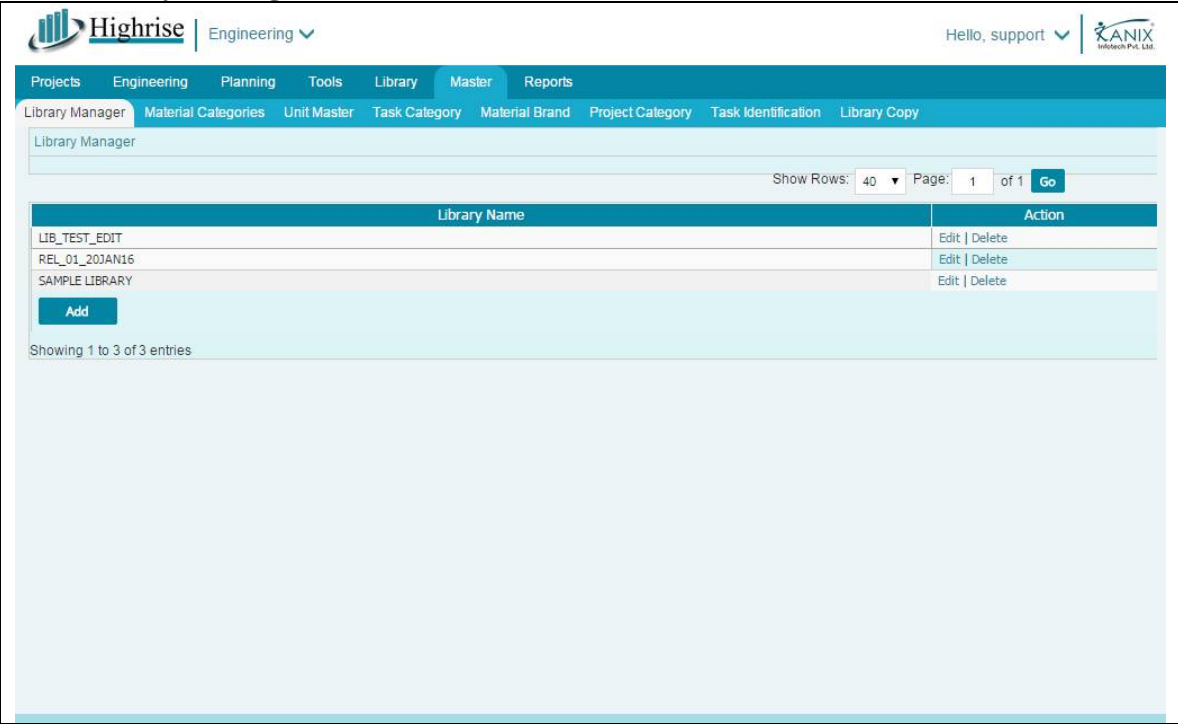 Highrise Engineering Hello, support KANIX
Infotech Pvt. Ltd.
Projects Engineering Planning Tools Library Master Reports
Library Manager Material Categories Unit Master Task Category Material Brand Project Category Task Identification Library Copy
Library Manager
Show Rows: 40 Page: 1 of 1 Go
Library Name Action
LIB_TEST_EDIT Edit | Delete
REL_01_20JAN16 Edit | Delete
SAMPLE LIBRARY Edit | Delete
Add
Showing 1 to 3 of 3 entries